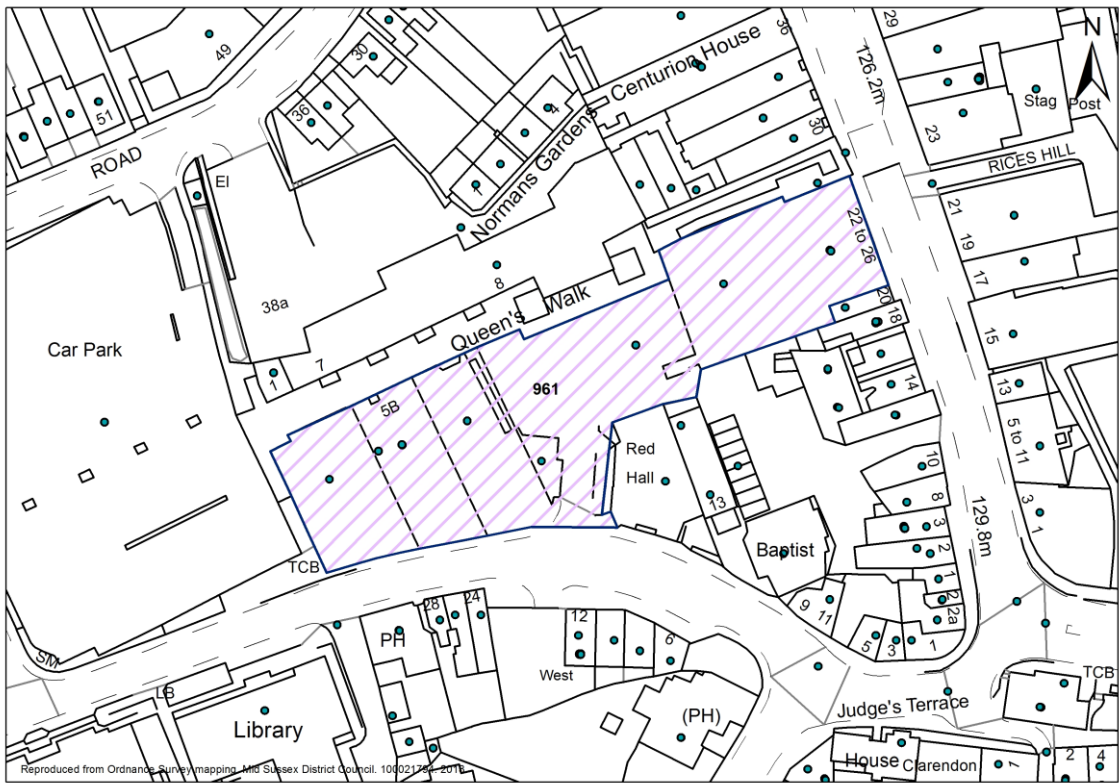 49
51
ROAD
El
30
36
1
4
Normans Gardens
Centurion House
36
30
126.2m
29
23
Stag Post
N
RICES HILL
21
19
17
15
13
5 to 11
3
1
22 to 26
20
18
14
10
8
3
2
1
2
2a
129.8m
38a
Car Park
1
7
8
Queen's Walk
5B
961
Red
Hall
13
Baptist
9
11
5
3
1
TCB
SM
LB
Library
PH
28
24
12
6
West
(PH)
Judge's Terrace
TCB
House
Clarendon
1
2
4
Reproduced from Ordnance Survey mapping. Mid Sussex District Council. 100021794. 2018